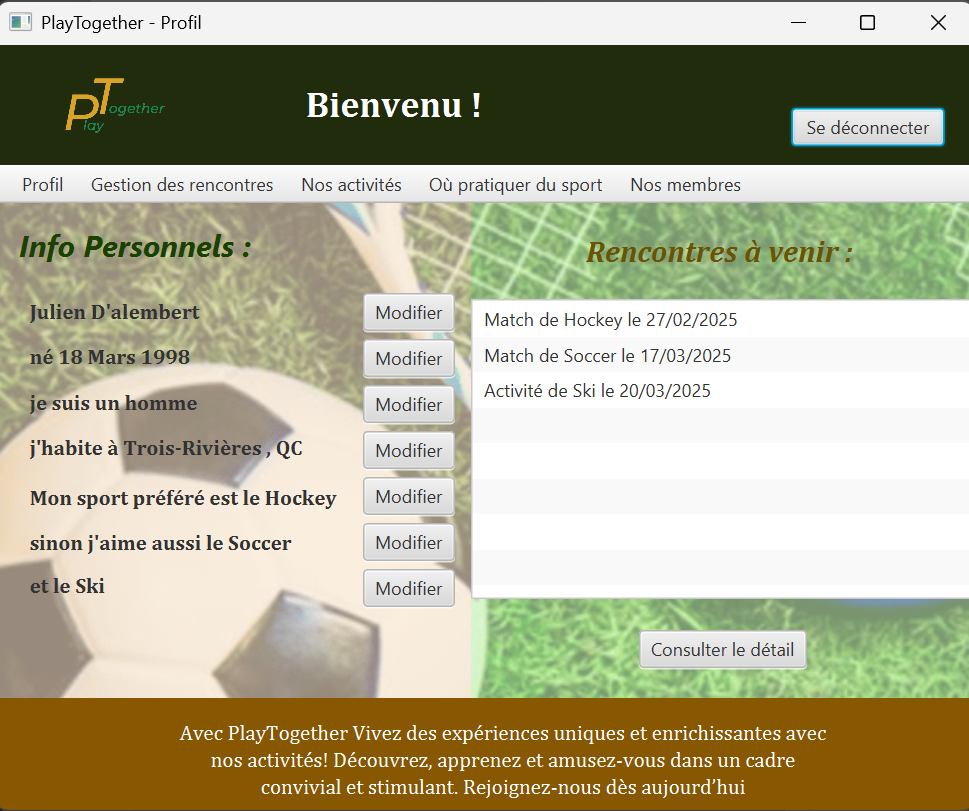 PlayTogether - Profil
PlayTogether
Bienvenu !
Se déconnecter
Profil Gestion des rencontres Nos activités Où pratiquer du sport Nos membres
Info Personnels :
Julien D'alembert Modifier
né 18 Mars 1998 Modifier
je suis un homme Modifier
j'habite à Trois-Rivières , QC Modifier
Mon sport préféré est le Hockey Modifier
sinon j'aime aussi le Soccer Modifier
et le Ski Modifier
Rencontres à venir :
Match de Hockey le 27/02/2025
Match de Soccer le 17/03/2025
Activité de Ski le 20/03/2025
Consulter le détail
Avec PlayTogether Vivez des expériences uniques et enrichissantes avec
nos activités! Découvrez, apprenez et amusez-vous dans un cadre
convivial et stimulant. Rejoignez-nous dès aujourd’hui